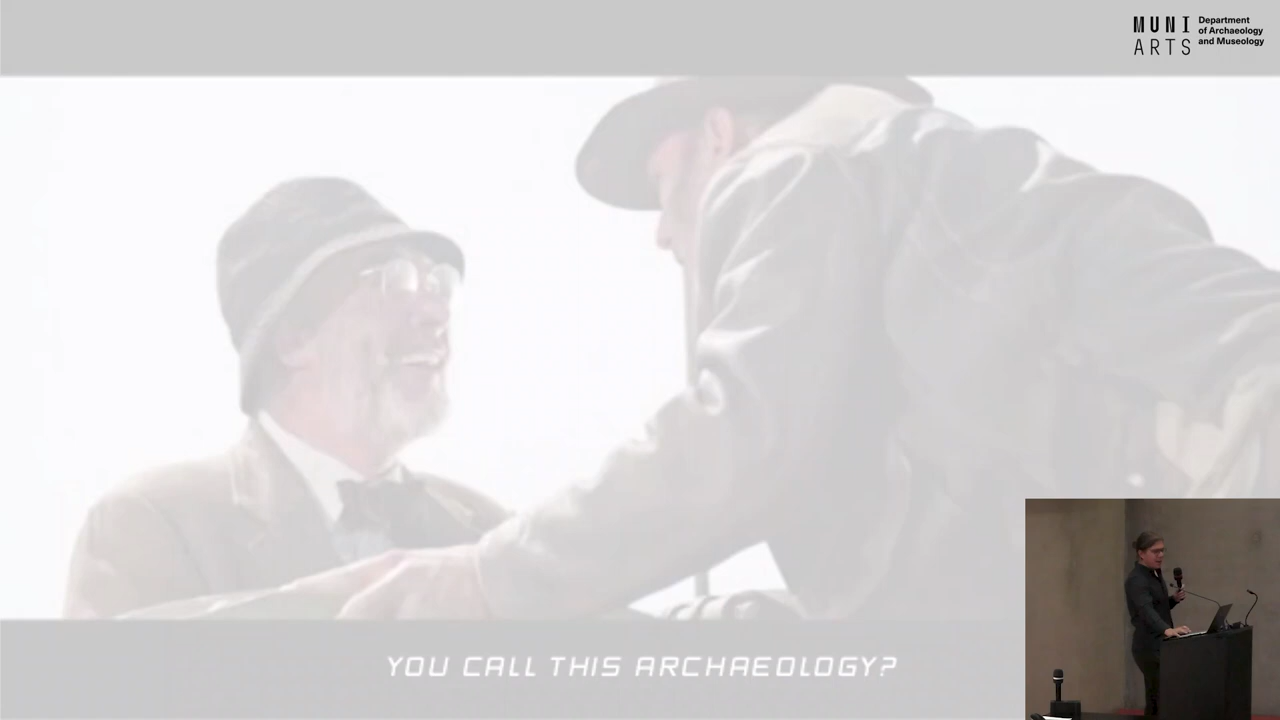 MUNI
ARTS
Department
of Archaeology
and Museology
YOU CALL THIS ARCHAEOLOGY?